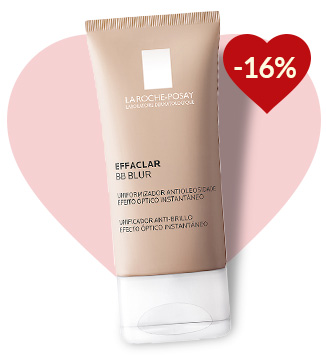 -16%
LA ROCHE-POSAY
LABORATOIRE DERMATOLOGIQUE
EFFACLAR
BB BLUR
UNIFORMIZADOR ANTIOLEOSIDADE
EFEITO ÓPTICO INSTANTÂNEO
UNIFICADOR ANTI-BRILLO
EFECTO ÓPTICO INSTANTÁNEO